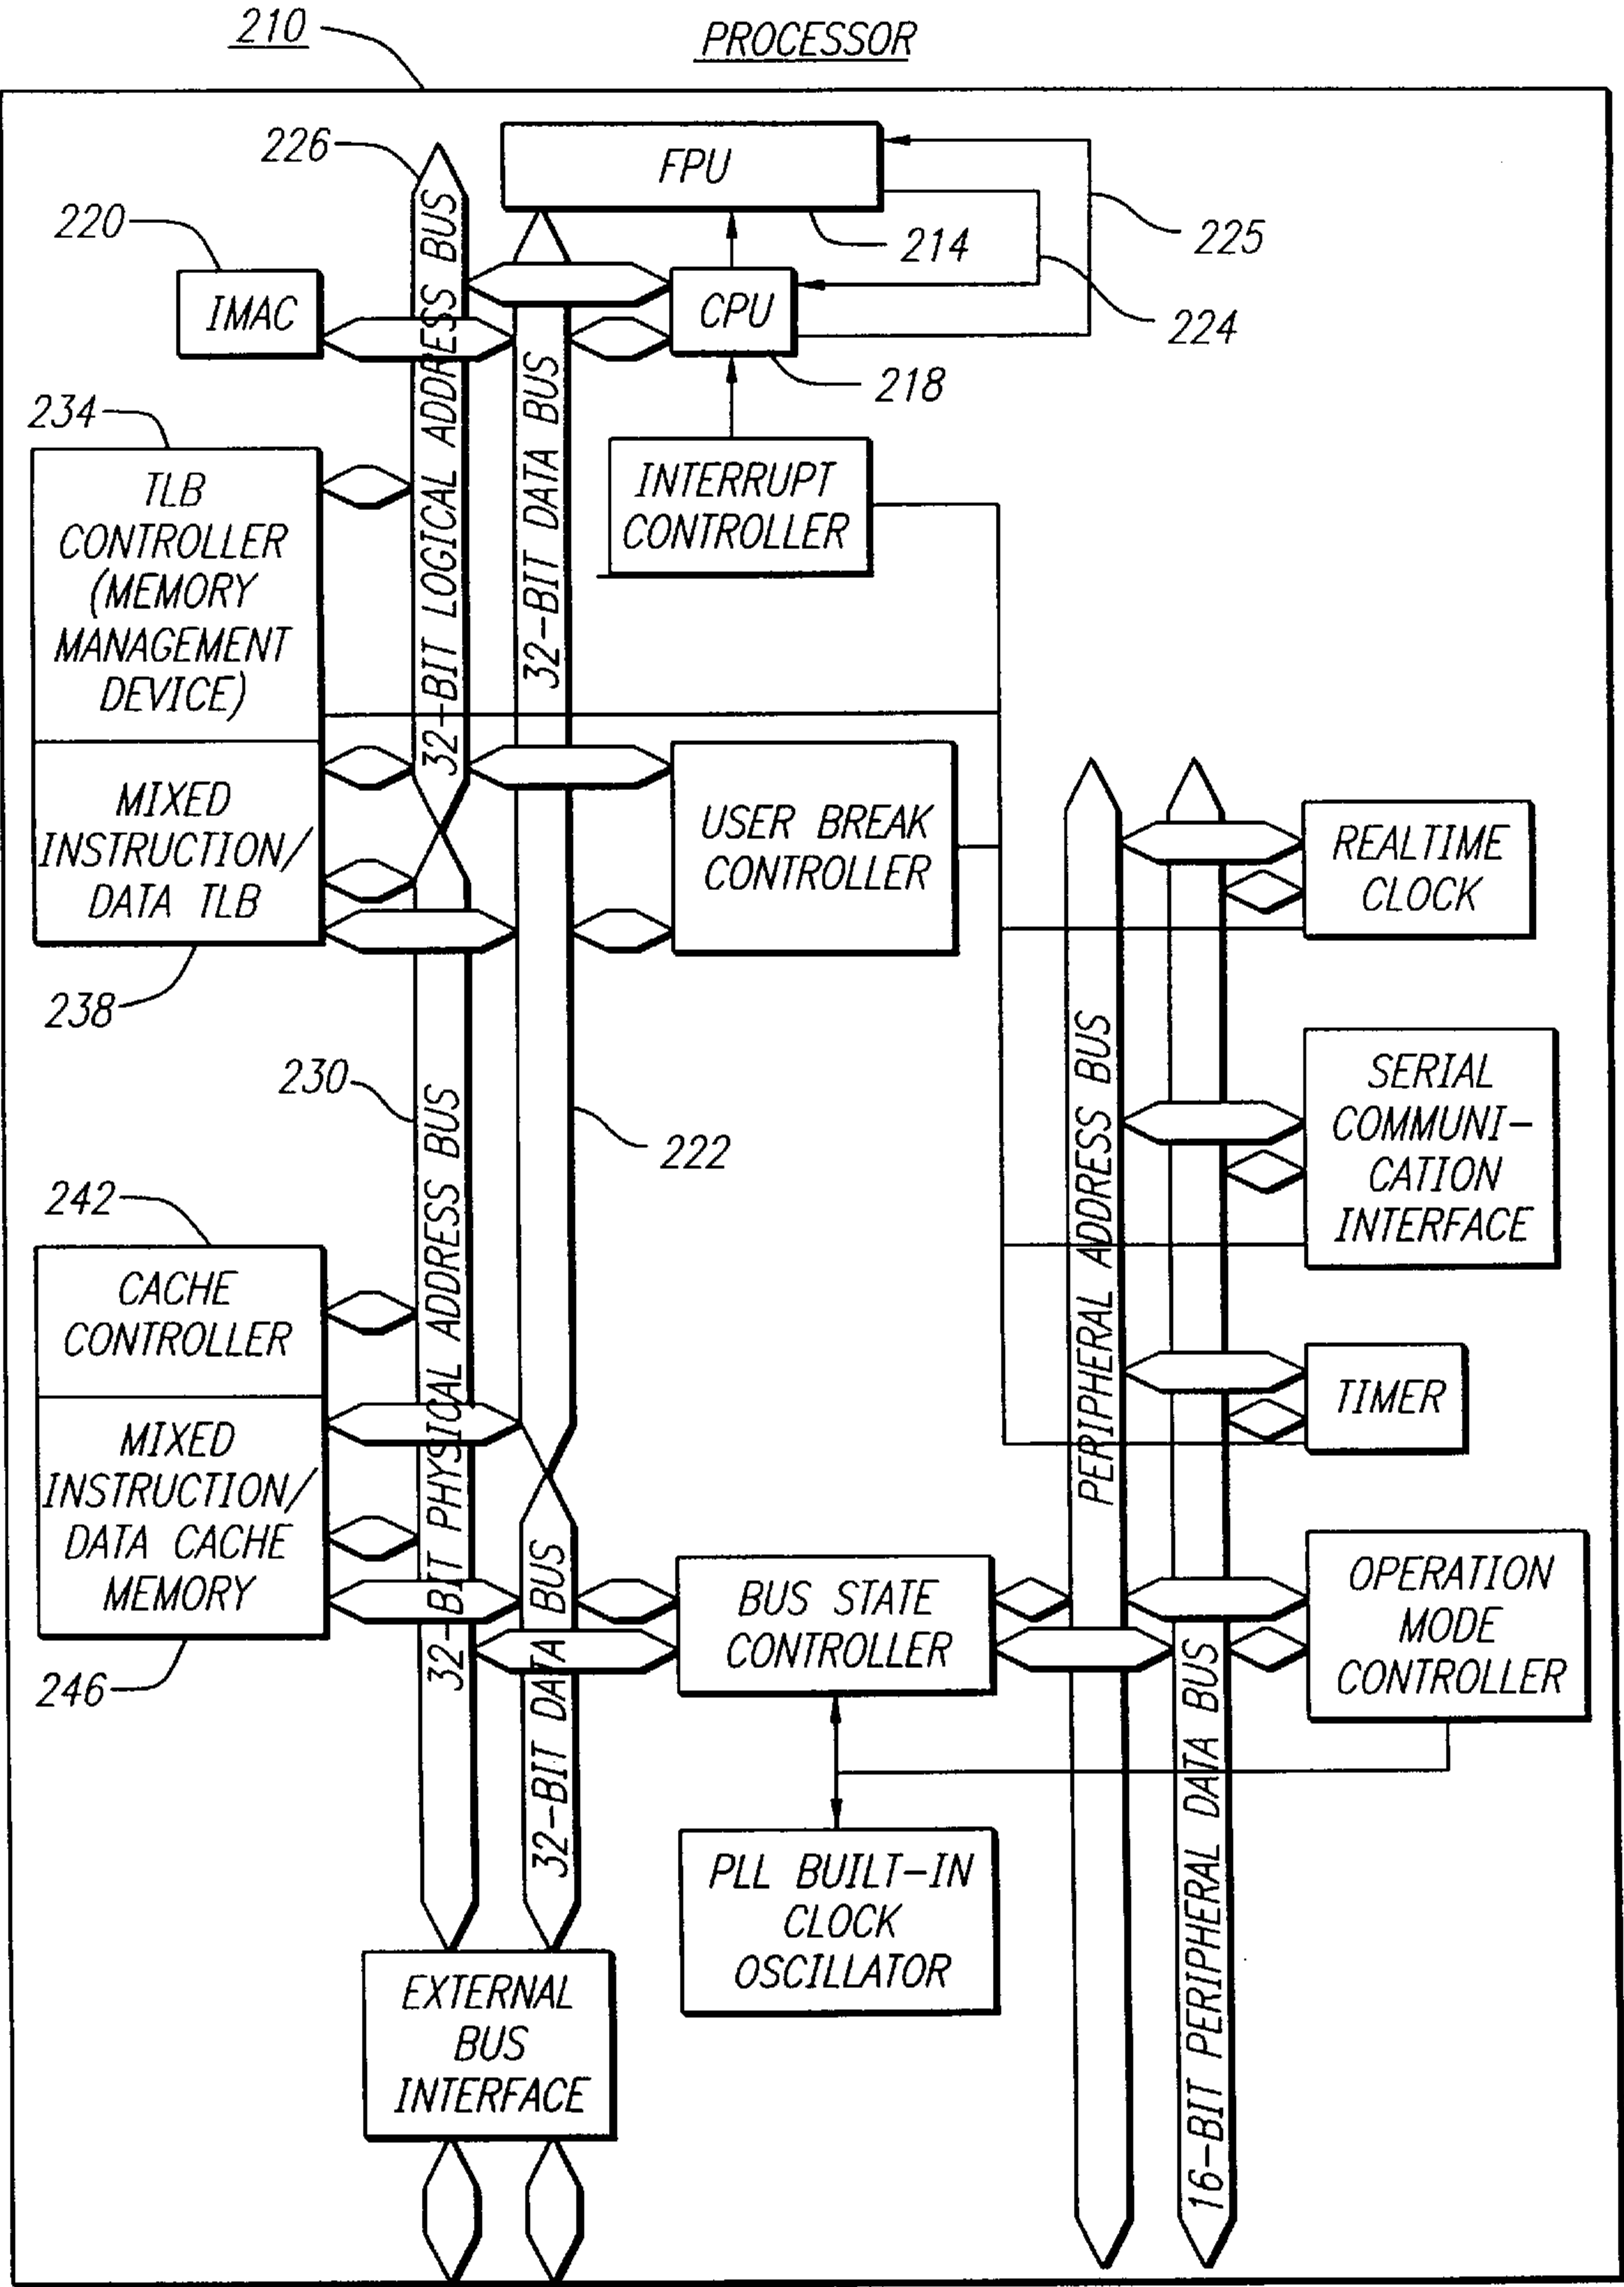 210
PROCESSOR
226
FPU
220
214
225
IMAC
CPU
224
218
32-BIT LOGICAL ADDRESS BUS
32-BIT DATA BUS
234
TLB
CONTROLLER
(MEMORY
MANAGEMENT
DEVICE)
INTERRUPT
CONTROLLER
MIXED
INSTRUCTION/
DATA TLB
USER BREAK
CONTROLLER
REALTIME
CLOCK
238
230
222
32-BIT PHYSICAL ADDRESS BUS
PERIPHERAL ADDRESS BUS
SERIAL
COMMUNI-
CATION
INTERFACE
242
CACHE
CONTROLLER
TIMER
MIXED
INSTRUCTION/
DATA CACHE
MEMORY
246
32-BIT DATA BUS
BUS STATE
CONTROLLER
OPERATION
MODE
CONTROLLER
16-BIT PERIPHERAL DATA BUS
PLL BUILT-IN
CLOCK
OSCILLATOR
EXTERNAL
BUS
INTERFACE